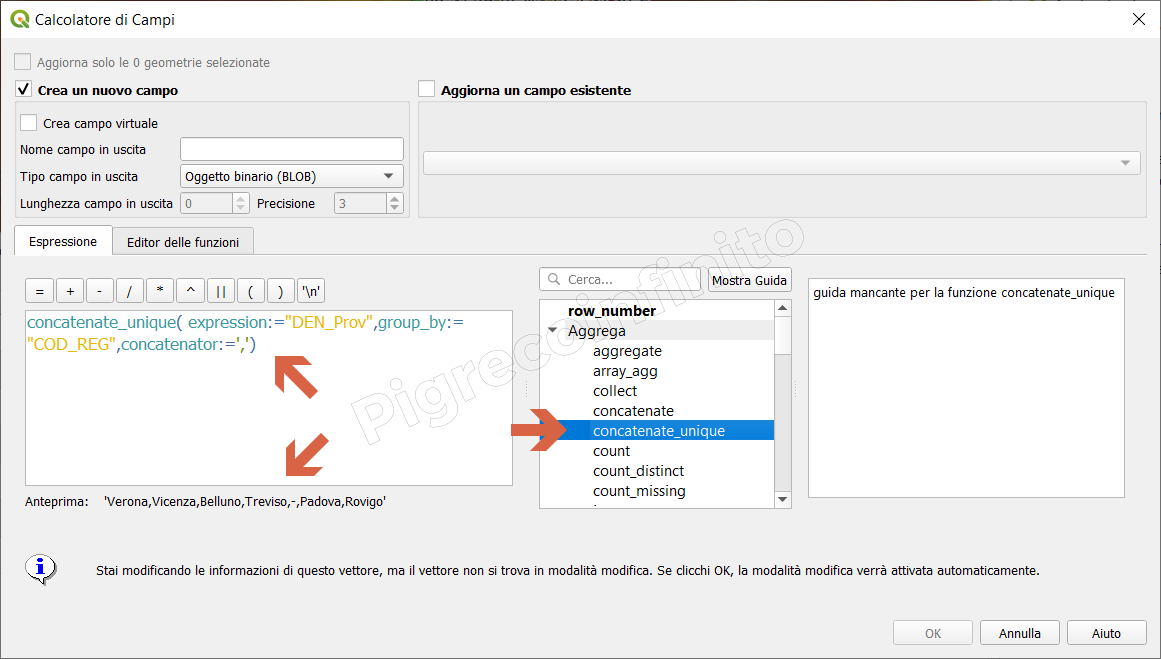 Calcolatore di Campi
Aggiorna solo le 0 geometrie selezionate
Crea un nuovo campo
Aggiorna un campo esistente
Crea campo virtuale
Nome campo in uscita
Tipo campo in uscita
Oggetto binario (BLOB)
Lunghezza campo in uscita
0
Precisione
3
Espressione
Editor delle funzioni
=
+
-
/
*
^
||
(
)
'\n'
concatenate_unique( expression:="DEN_Prov",group_by:=
"COD_REG",concatenator:=',')
Anteprima: 'Verona,Vicenza,Belluno,Treviso,-,Padova,Rovigo'
Cerca...
Mostra Guida
row_number
Aggrega
aggregate
array_agg
collect
concatenate
concatenate_unique
count
count_distinct
count_missing
guida mancante per la funzione concatenate_unique
Pigrecoinfinito
Stai modificando le informazioni di questo vettore, ma il vettore non si trova in modalità modifica. Se clicchi OK, la modalità modifica verrà attivata automaticamente.
OK
Annulla
Aiuto